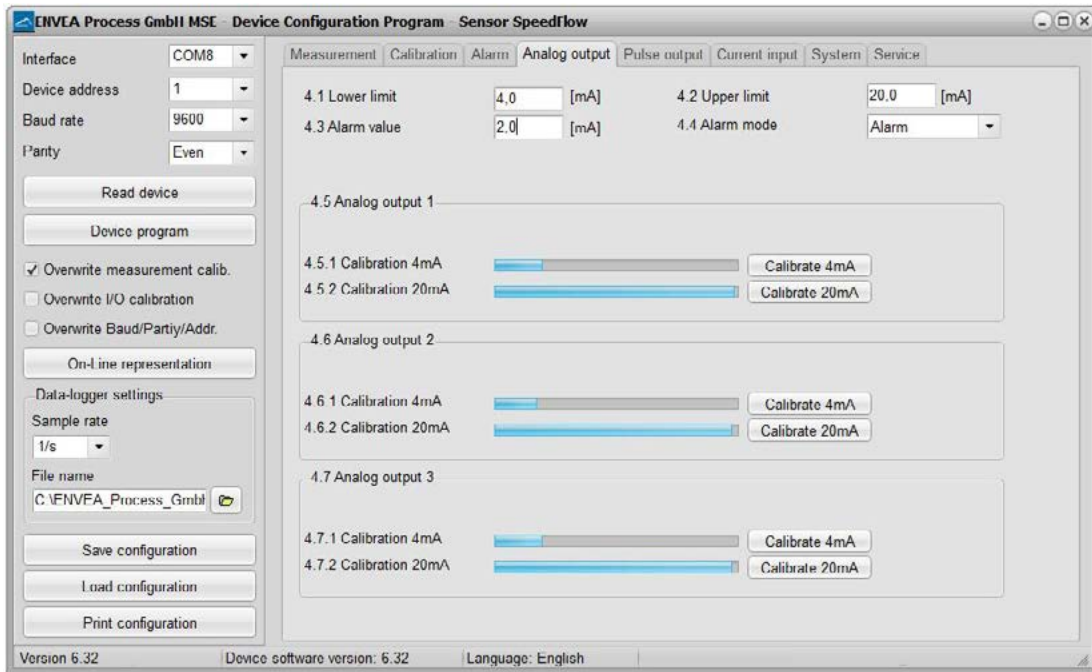 ENVEA Process GmbH MSE - Device Configuration Program - Sensor SpeedFlow
Interface COM8
Device address 1
Baud rate 9600
Parity Even
Read device
Device program
Overwrite measurement calib.
Overwrite I/O calibration
Overwrite Baud/Partiy/Addr.
On-Line representation
Data-logger settings
Sample rate
1/s
File name
C:\ENVEA_Process_Gmbh
Save configuration
Load configuration
Print configuration
Measurement Calibration Alarm Analog output Pulse output Current input System Service
4.1 Lower limit 4,0 [mA] 4.2 Upper limit 20,0 [mA]
4.3 Alarm value 2,0 [mA] 4.4 Alarm mode Alarm
4.5 Analog output 1
4.5.1 Calibration 4mA Calibrate 4mA
4.5.2 Calibration 20mA Calibrate 20mA
4.6 Analog output 2
4.6.1 Calibration 4mA Calibrate 4mA
4.6.2 Calibration 20mA Calibrate 20mA
4.7 Analog output 3
4.7.1 Calibration 4mA Calibrate 4mA
4.7.2 Calibration 20mA Calibrate 20mA
Version 6.32 Device software version: 6.32 Language: English